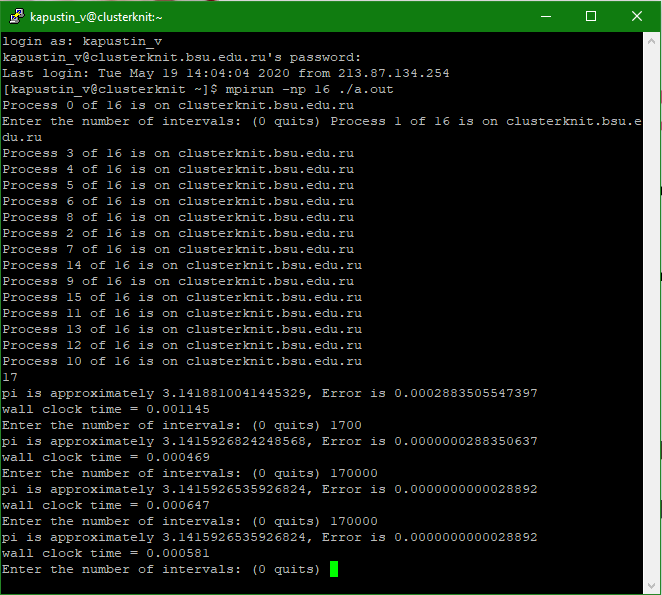 kapustin_v@clusterknit:~
login as: kapustin_v
kapustin_v@clusterknit.bsu.edu.ru's password:
Last login: Tue May 19 14:04:04 2020 from 213.87.134.254
[kapustin_v@clusterknit ~]$ mpirun -np 16 ./a.out
Process 0 of 16 is on clusterknit.bsu.edu.ru
Enter the number of intervals: (0 quits) Process 1 of 16 is on clusterknit.bsu.e
du.ru
Process 3 of 16 is on clusterknit.bsu.edu.ru
Process 4 of 16 is on clusterknit.bsu.edu.ru
Process 5 of 16 is on clusterknit.bsu.edu.ru
Process 6 of 16 is on clusterknit.bsu.edu.ru
Process 8 of 16 is on clusterknit.bsu.edu.ru
Process 2 of 16 is on clusterknit.bsu.edu.ru
Process 7 of 16 is on clusterknit.bsu.edu.ru
Process 14 of 16 is on clusterknit.bsu.edu.ru
Process 9 of 16 is on clusterknit.bsu.edu.ru
Process 15 of 16 is on clusterknit.bsu.edu.ru
Process 11 of 16 is on clusterknit.bsu.edu.ru
Process 13 of 16 is on clusterknit.bsu.edu.ru
Process 12 of 16 is on clusterknit.bsu.edu.ru
Process 10 of 16 is on clusterknit.bsu.edu.ru
17
pi is approximately 3.1418810041445329, Error is 0.0002883505547397
wall clock time = 0.001145
Enter the number of intervals: (0 quits) 1700
pi is approximately 3.1415926824248568, Error is 0.0000000288350637
wall clock time = 0.000469
Enter the number of intervals: (0 quits) 170000
pi is approximately 3.1415926535926824, Error is 0.0000000000028892
wall clock time = 0.000647
Enter the number of intervals: (0 quits) 170000
pi is approximately 3.1415926535926824, Error is 0.0000000000028892
wall clock time = 0.000581
Enter the number of intervals: (0 quits)